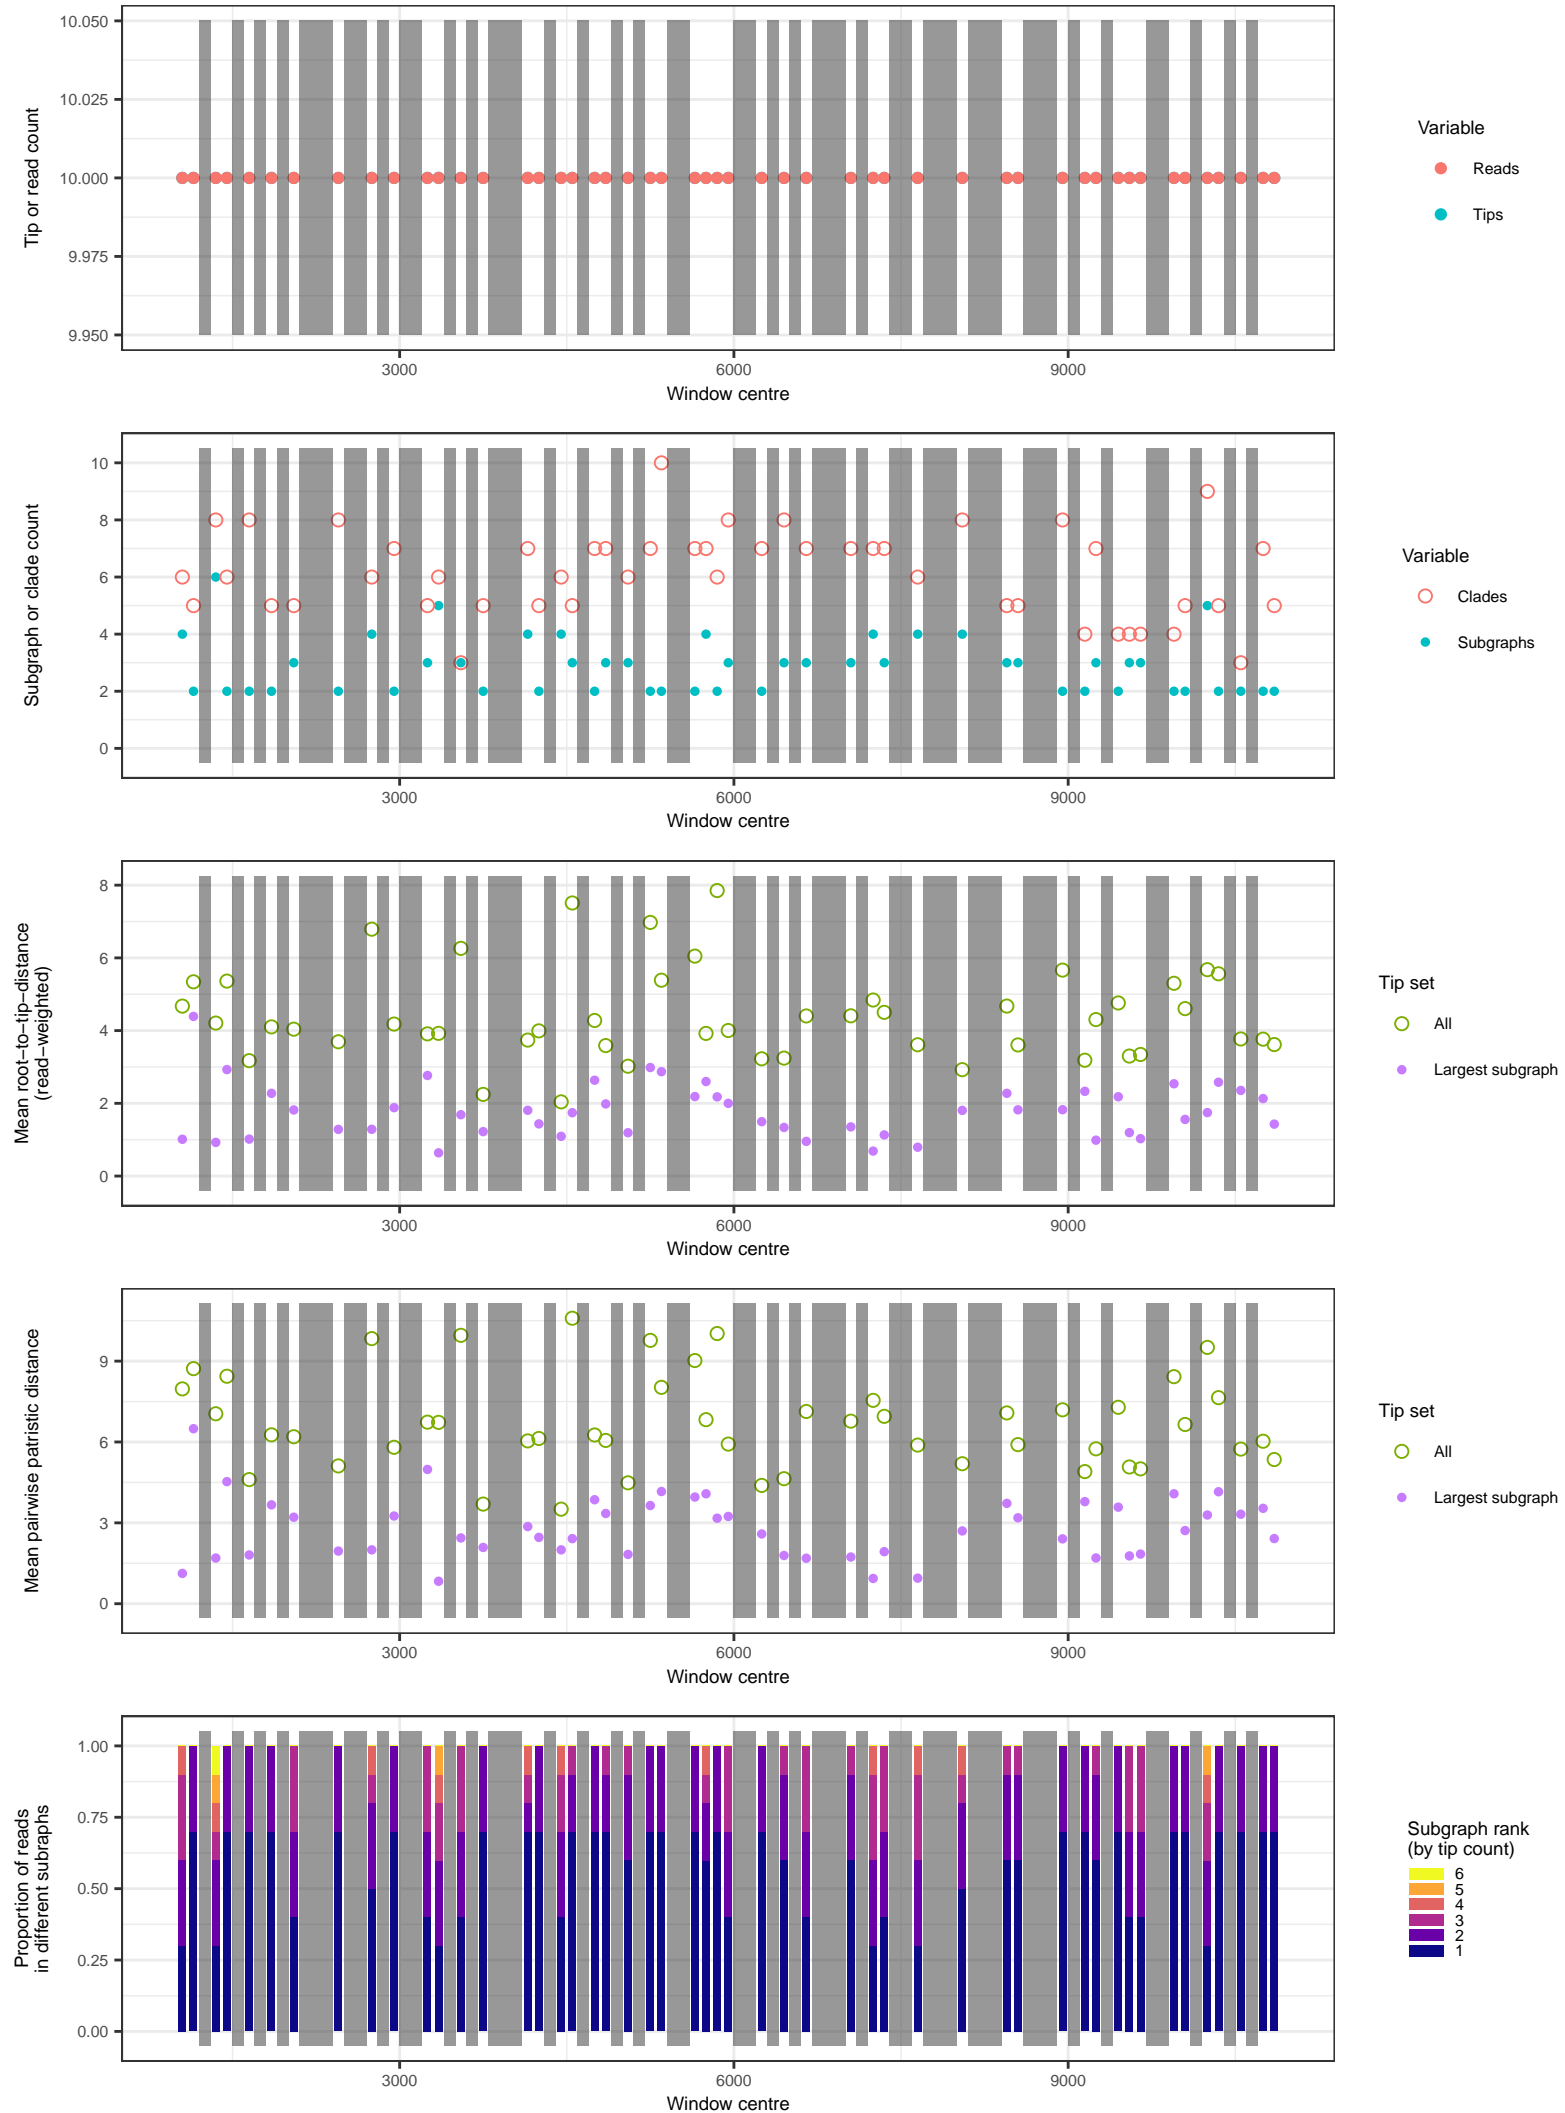 10.050
10.025
10.000
9.975
9.950
Tip or read count
3000
6000
9000
Window centre
Variable
Reads
Tips
10
8
6
4
2
0
Subgraph or clade count
3000
6000
9000
Window centre
Variable
Clades
Subgraphs
8
6
4
2
0
Mean root−to−tip−distance
(read−weighted)
3000
6000
9000
Window centre
Tip set
All
Largest subgraph
9
6
3
0
Mean pairwise patristic distance
3000
6000
9000
Window centre
Tip set
All
Largest subgraph
1.00
0.75
0.50
0.25
0.00
Proportion of reads
in different subraphs
3000
6000
9000
Window centre
Subgraph rank
(by tip count)
6
5
4
3
2
1